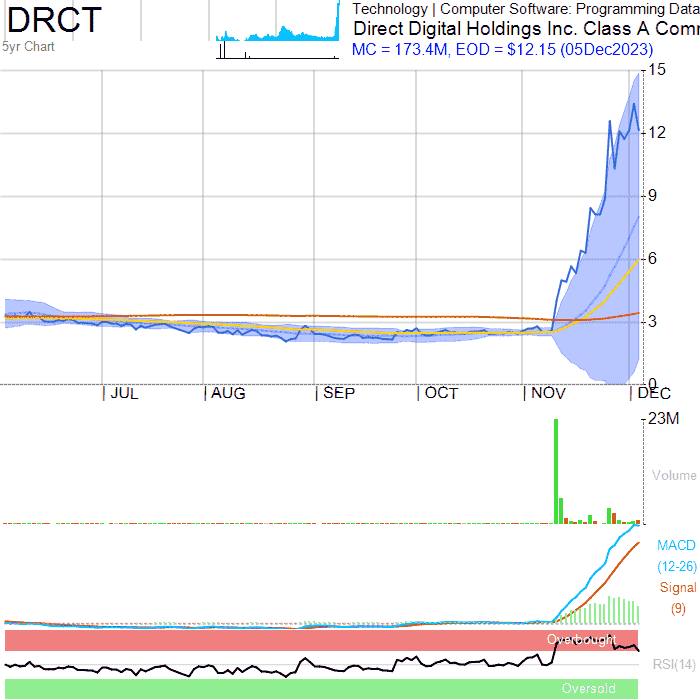 DRCT
5yr Chart
Technology | Computer Software: Programming Data
Direct Digital Holdings Inc. Class A Com
MC = 173.4M, EOD = $12.15 (05Dec2023)
15
12
9
6
3
0
JUL AUG SEP OCT NOV DEC
23M
Volume
MACD
(12-26)
Signal
(9)
Overbought
RSI(14)
Oversold